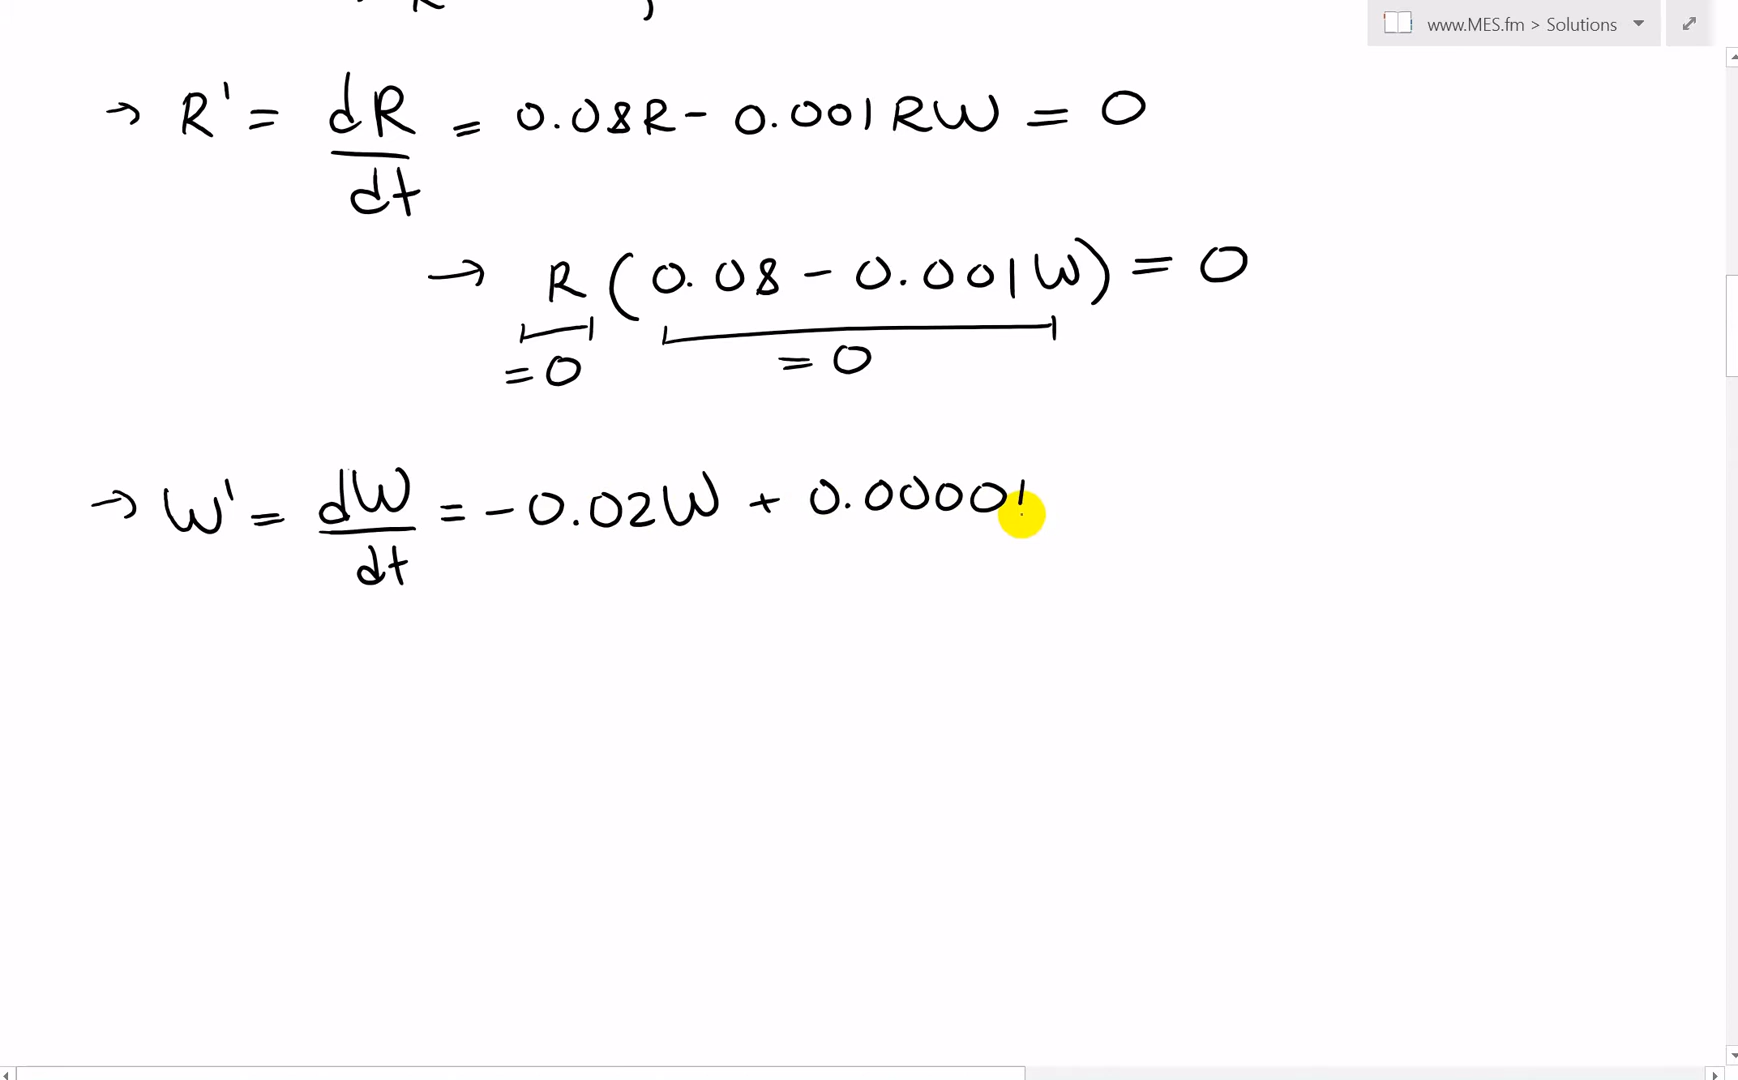 www.MES.fm > Solutions
→ R' = dR/dt = 0.08R - 0.001RW = 0
→ R(0.08 - 0.001W) = 0
= 0 = 0
→ W' = dW/dt = -0.02W + 0.00001